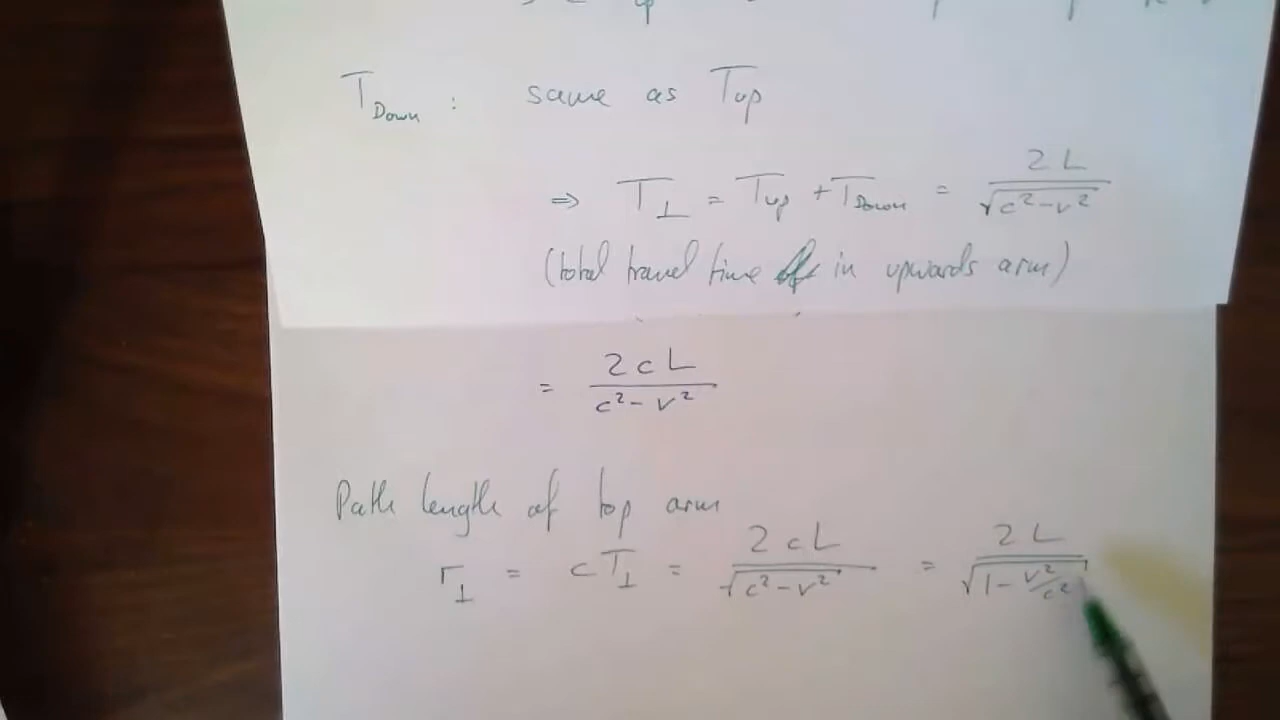 T_Down : same as T_up
⇒ T_⊥ = T_up + T_Down = 2L / √(c²-v²)
(total travel time in upwards arm)
= 2cL / (c²-v²)
Path length of top arm
r_⊥ = cT_⊥ = 2cL / √(c²-v²) = 2L / √(1-v²/c²)